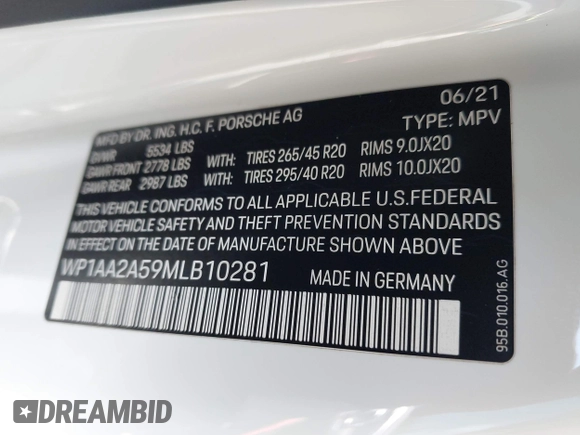 06/21
MFD BY DR. ING. H.C. F. PORSCHE AG
TYPE: MPV
GVWR 5534 LBS
GAWR FRONT 2778 LBS WITH: TIRES 265/45 R20 RIMS 9.0JX20
GAWR REAR 2987 LBS WITH: TIRES 295/40 R20 RIMS 10.0JX20
THIS VEHICLE CONFORMS TO ALL APPLICABLE U.S.FEDERAL
MOTOR VEHICLE SAFETY AND THEFT PREVENTION STANDARDS
IN EFFECT ON THE DATE OF MANUFACTURE SHOWN ABOVE
WP1AA2A59MLB10281
MADE IN GERMANY
95B.010.016.AG
DREAMBID